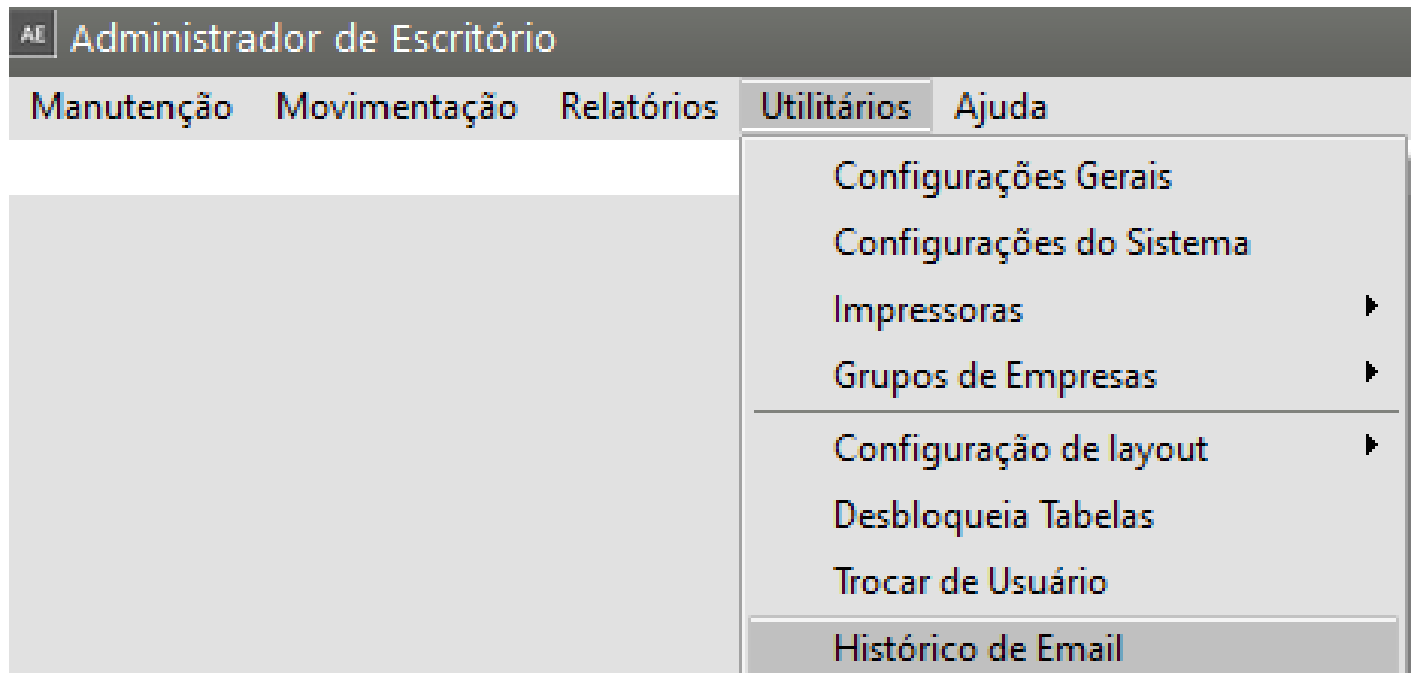 AE Administrador de Escritório
Manutenção Movimentação Relatórios Utilitários Ajuda
Configurações Gerais
Configurações do Sistema
Impressoras
Grupos de Empresas
Configuração de layout
Desbloqueia Tabelas
Trocar de Usuário
Histórico de Email